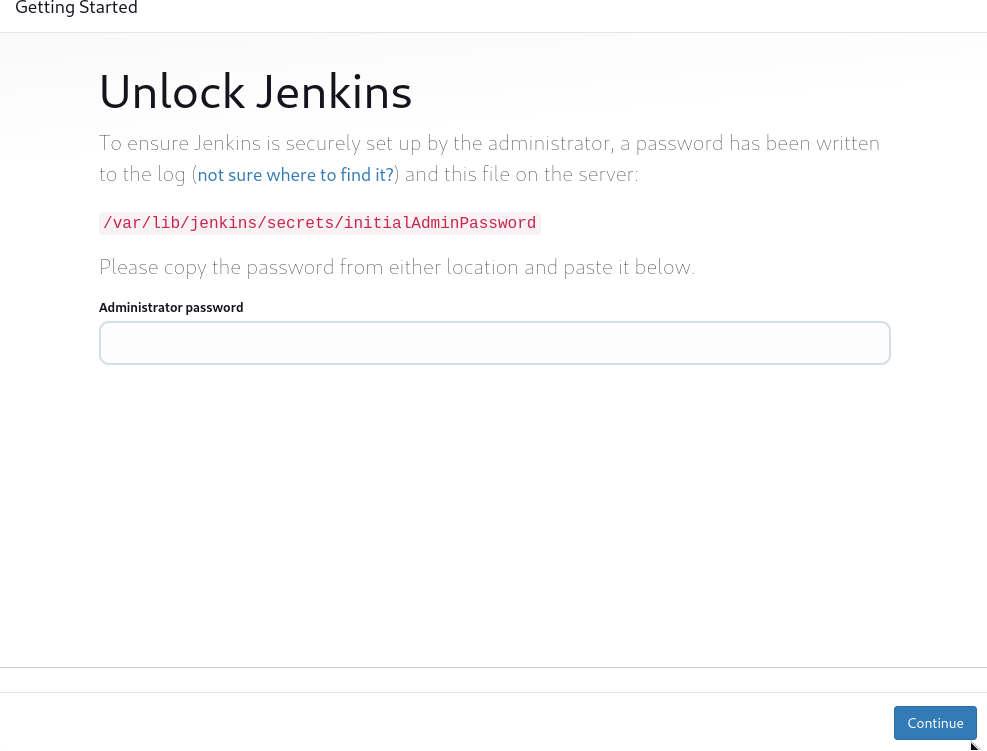 Getting Started
Unlock Jenkins
To ensure Jenkins is securely set up by the administrator, a password has been written
to the log (not sure where to find it?) and this file on the server:
/var/lib/jenkins/secrets/initialAdminPassword
Please copy the password from either location and paste it below.
Administrator password
Continue